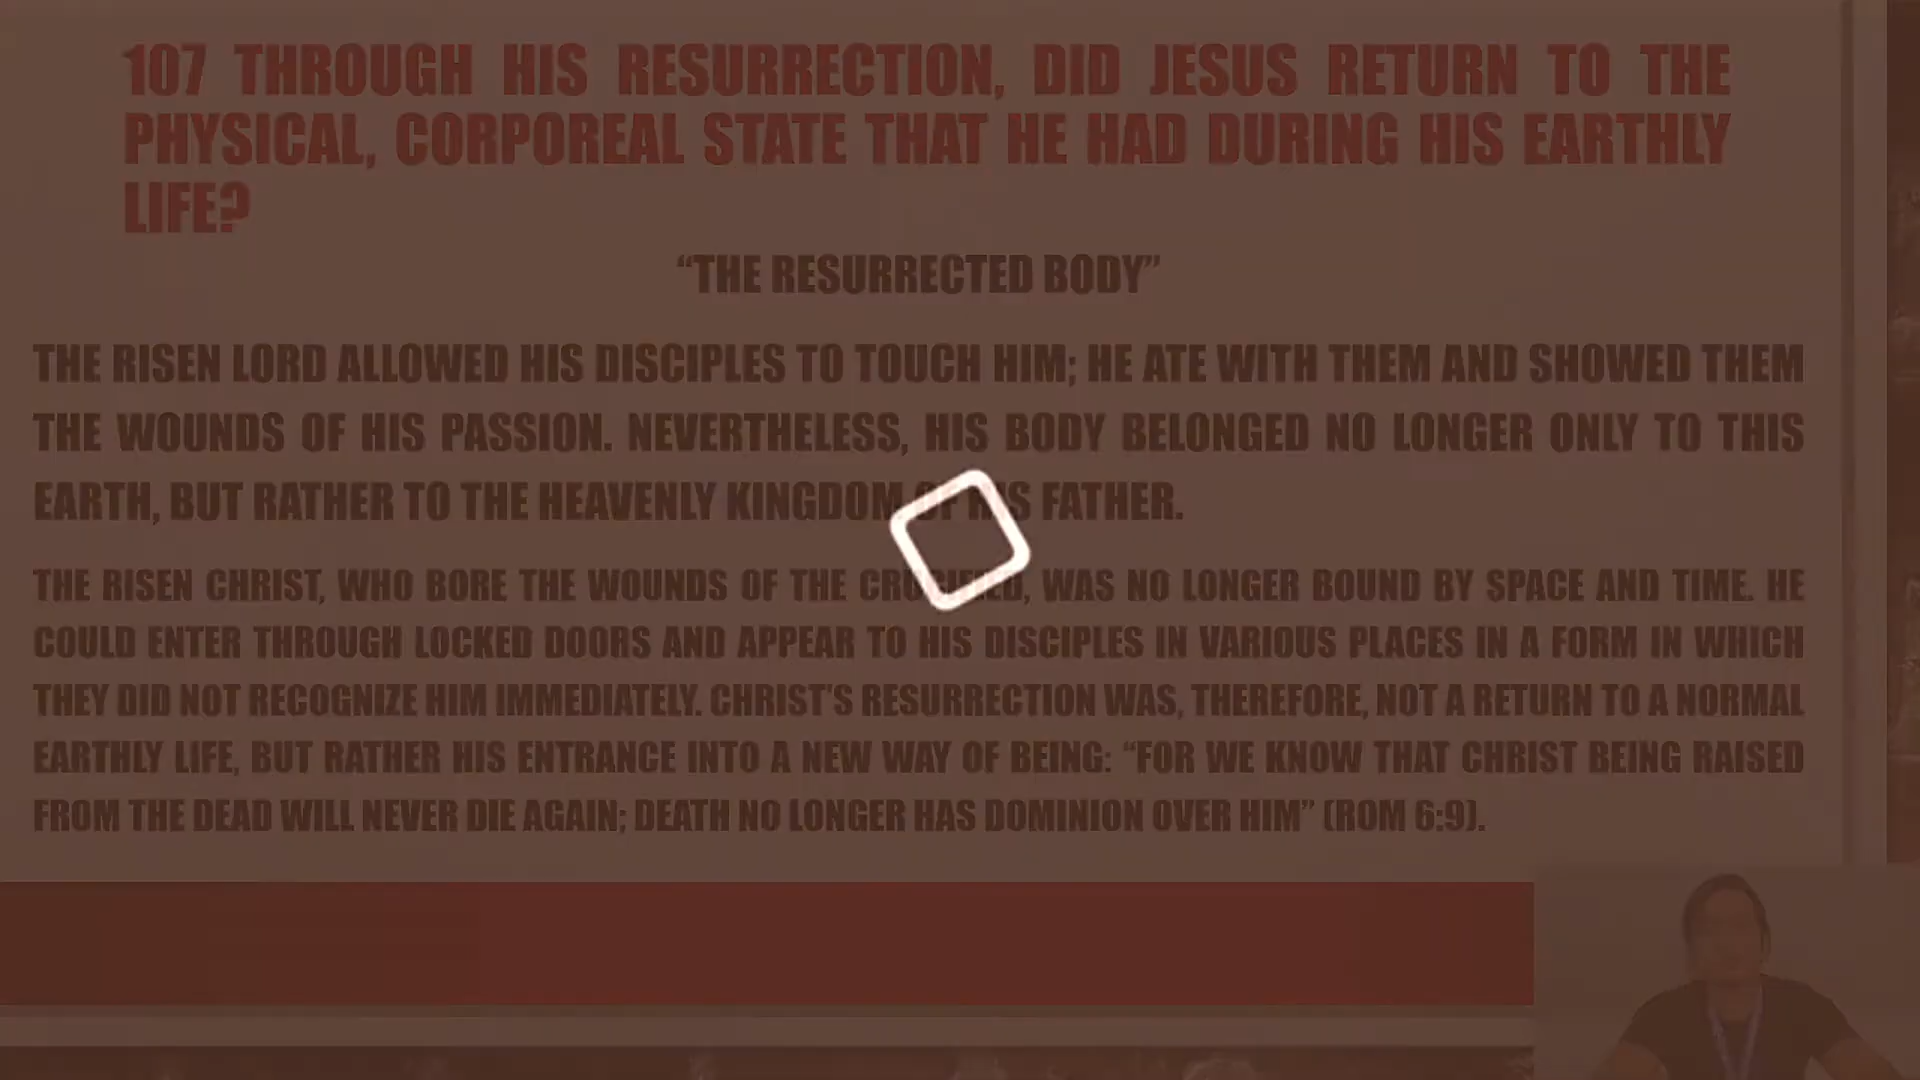 107 THROUGH HIS RESURRECTION, DID JESUS RETURN TO THE
PHYSICAL, CORPOREAL STATE THAT HE HAD DURING HIS EARTHLY
LIFE?
“THE RESURRECTED BODY”
THE RISEN LORD ALLOWED HIS DISCIPLES TO TOUCH HIM; HE ATE WITH THEM AND SHOWED THEM
THE WOUNDS OF HIS PASSION. NEVERTHELESS, HIS BODY BELONGED NO LONGER ONLY TO THIS
EARTH, BUT RATHER TO THE HEAVENLY KINGDOM OF HIS FATHER.
THE RISEN CHRIST, WHO BORE THE WOUNDS OF THE WAS NO LONGER BOUND BY SPACE AND TIME. HE
COULD ENTER THROUGH LOCKED DOORS AND APPEAR TO HIS DISCIPLES IN VARIOUS PLACES IN A FORM IN WHICH
THEY DID NOT RECOGNIZE HIM IMMEDIATELY. CHRIST’S RESURRECTION WAS, THEREFORE, NOT A RETURN TO A NORMAL
EARTHLY LIFE, BUT RATHER HIS ENTRANCE INTO A NEW WAY OF BEING: “FOR WE KNOW THAT CHRIST BEING RAISED
FROM THE DEAD WILL NEVER DIE AGAIN; DEATH NO LONGER HAS DOMINION OVER HIM” (ROM 6:9).